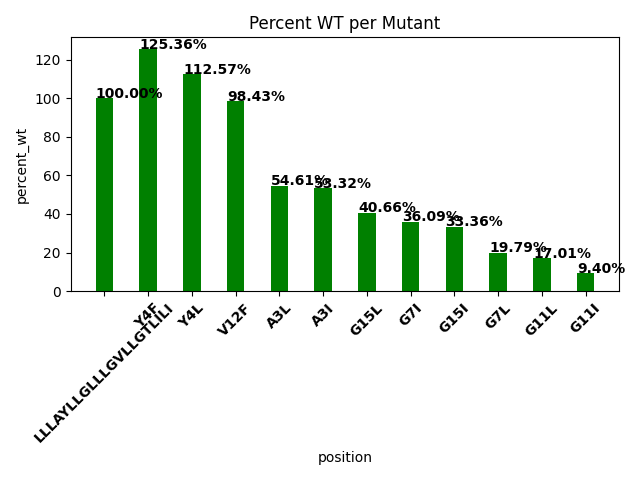 Percent WT per Mutant
percent_wt
120
100
80
60
40
20
0
100.00%
125.36%
112.57%
98.43%
54.61%
53.32%
40.66%
36.09%
33.36%
19.79%
17.01%
9.40%
LLLAYLLGLLLGVLLGTLILI
Y4F
Y4L
V12F
A3L
A3I
G15L
G7I
G15I
G7L
G11L
G11I
position